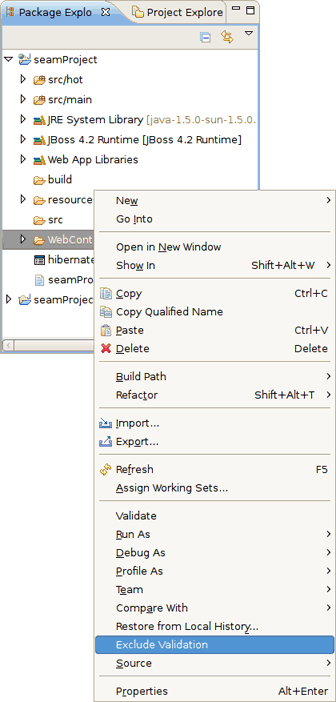 Package Explo
Project Explore
seamProject
src/hot
src/main
JRE System Library [java-1.5.0-sun-1.5.0.
JBoss 4.2 Runtime [JBoss 4.2 Runtime]
Web App Libraries
build
resource
src
WebCont
hibernate
seamPro
seamProjec
New
Go Into
Open in New Window
Show In Shift+Alt+W
Copy Ctrl+C
Copy Qualified Name
Paste Ctrl+V
Delete Delete
Build Path
Refactor Shift+Alt+T
Import...
Export...
Refresh F5
Assign Working Sets...
Validate
Run As
Debug As
Profile As
Team
Compare With
Restore from Local History...
Exclude Validation
Source
Properties Alt+Enter